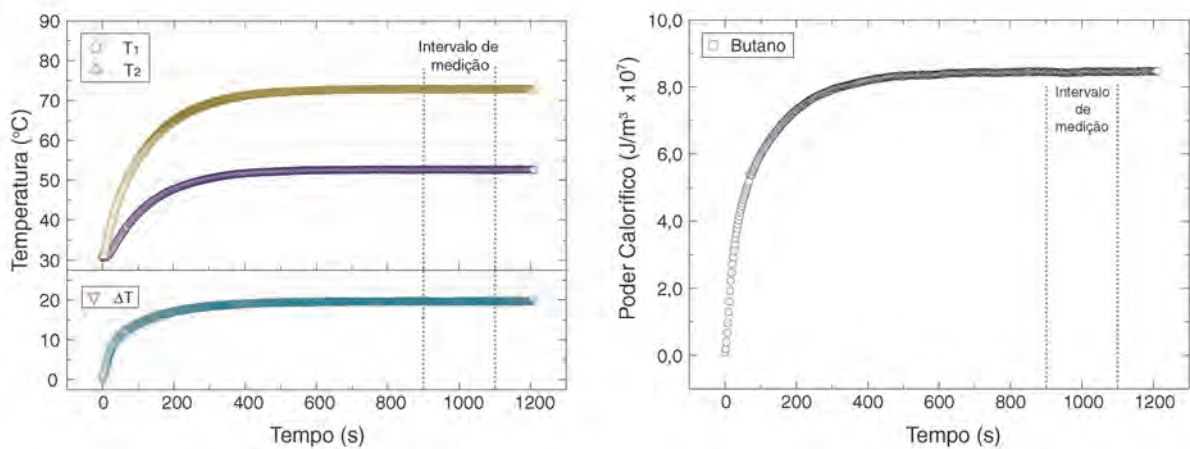 90
80
70
60
50
40
30
20
10
0
Temperatura (°C)
T1
T2
Intervalo de
medição
ΔT
0 200 400 600 800 1000 1200
Tempo (s)
10,0
8,0
6,0
4,0
2,0
0,0
Poder Calorífico (J/m³ x10⁷)
Butano
Intervalo
de
medição
0 200 400 600 800 1000 1200
Tempo (s)